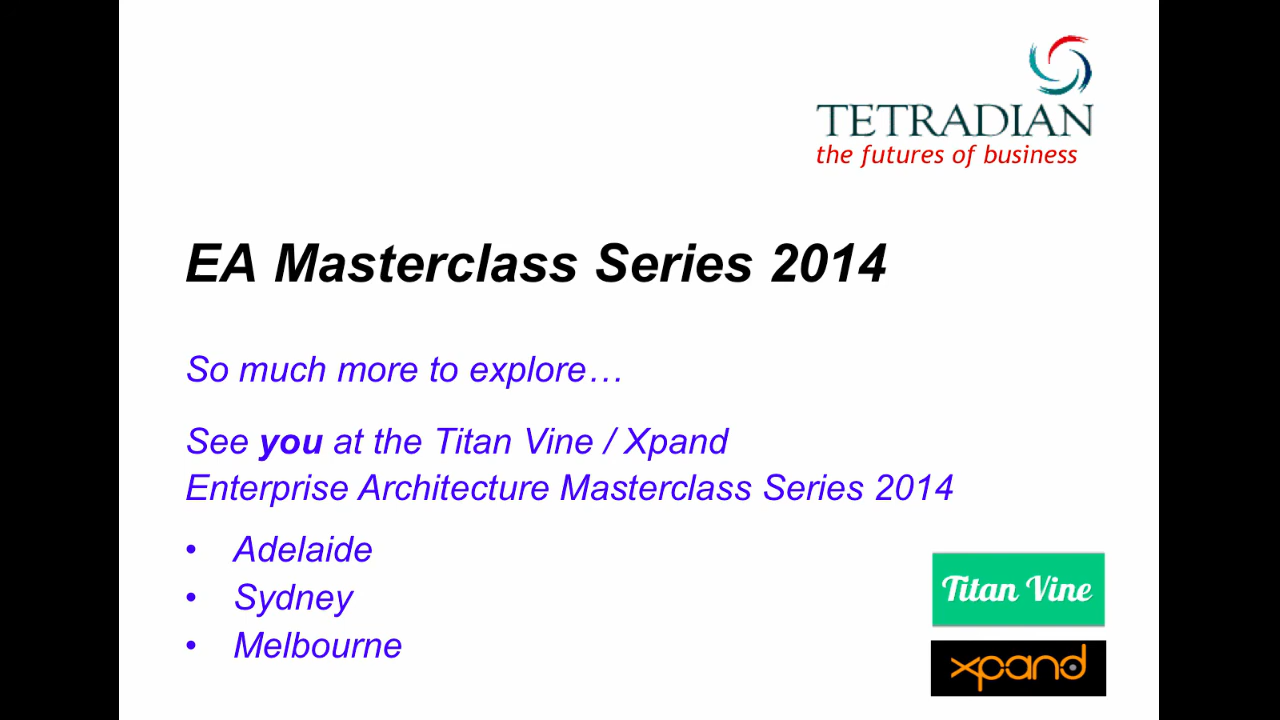 TETRADIAN
the futures of business
EA Masterclass Series 2014
So much more to explore…
See you at the Titan Vine / Xpand
Enterprise Architecture Masterclass Series 2014
• Adelaide
• Sydney
• Melbourne
Titan Vine
xpand